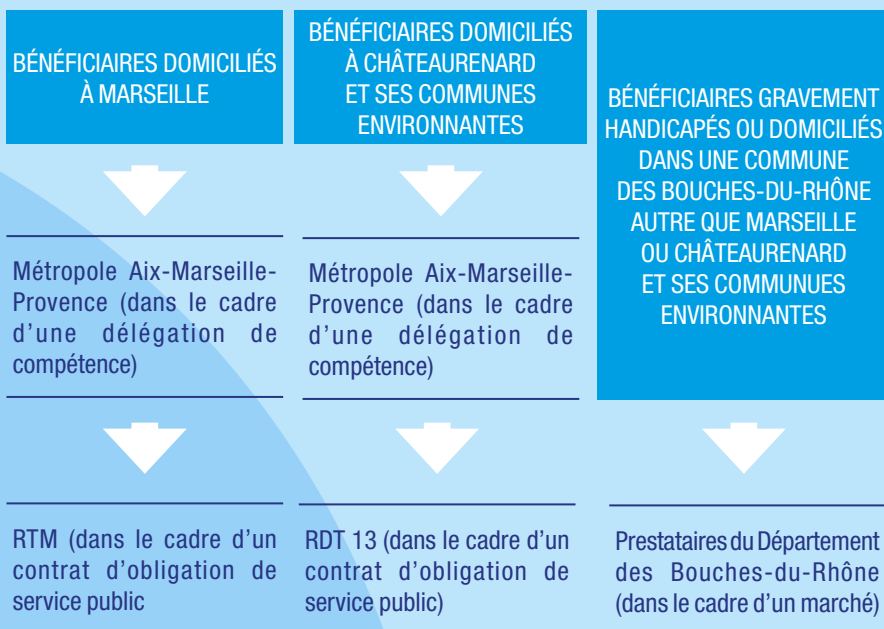 BÉNÉFICIAIRES DOMICILIÉS
À MARSEILLE
BÉNÉFICIAIRES DOMICILIÉS
À CHÂTEAURENARD
ET SES COMMUNES
ENVIRONNANTES
BÉNÉFICIAIRES GRAVEMENT
HANDICAPÉS OU DOMICILIÉS
DANS UNE COMMUNE
DES BOUCHES-DU-RHÔNE
AUTRE QUE MARSEILLE
OU CHÂTEAURENARD
ET SES COMMUNUES
ENVIRONNANTES
Métropole Aix-Marseille-
Provence (dans le cadre
d’une délégation de
compétence)
Métropole Aix-Marseille-
Provence (dans le cadre
d’une délégation de
compétence)
RTM (dans le cadre d’un
contrat d’obligation de
service public
RDT 13 (dans le cadre d’un
contrat d’obligation de
service public)
Prestataires du Département
des Bouches-du-Rhône
(dans le cadre d’un marché)